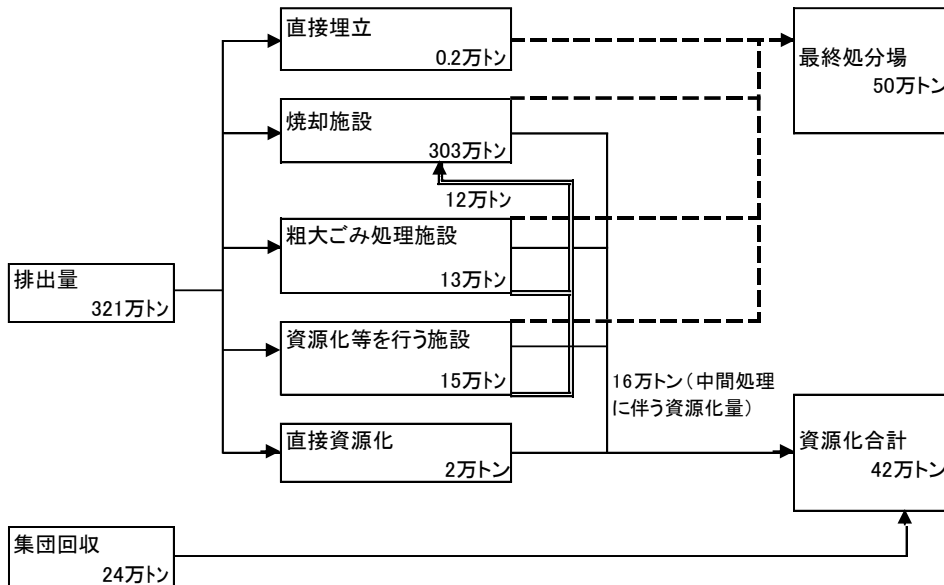 直接埋立
0.2万トン
最終処分場
50万トン
焼却施設
303万トン
12万トン
粗大ごみ処理施設
13万トン
排出量
321万トン
資源化等を行う施設
15万トン
16万トン（中間処理
に伴う資源化量）
直接資源化
2万トン
資源化合計
42万トン
集団回収
24万トン